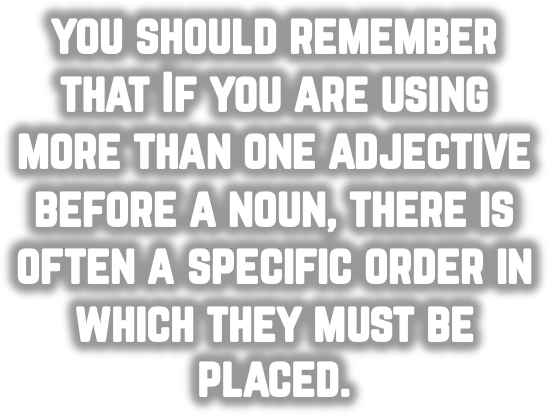 YOU SHOULD REMEMBER
THAT IF YOU ARE USING
MORE THAN ONE ADJECTIVE
BEFORE A NOUN, THERE IS
OFTEN A SPECIFIC ORDER IN
WHICH THEY MUST BE
PLACED.